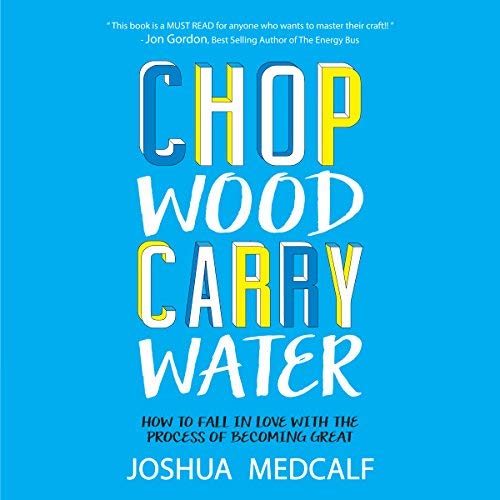 "This book is a MUST READ for anyone who wants to master their craft!! "
- Jon Gordon, Best Selling Author of The Energy Bus
CHOP
WOOD
CARRY
WATER
HOW TO FALL IN LOVE WITH THE
PROCESS OF BECOMING GREAT
JOSHUA MEDCALF